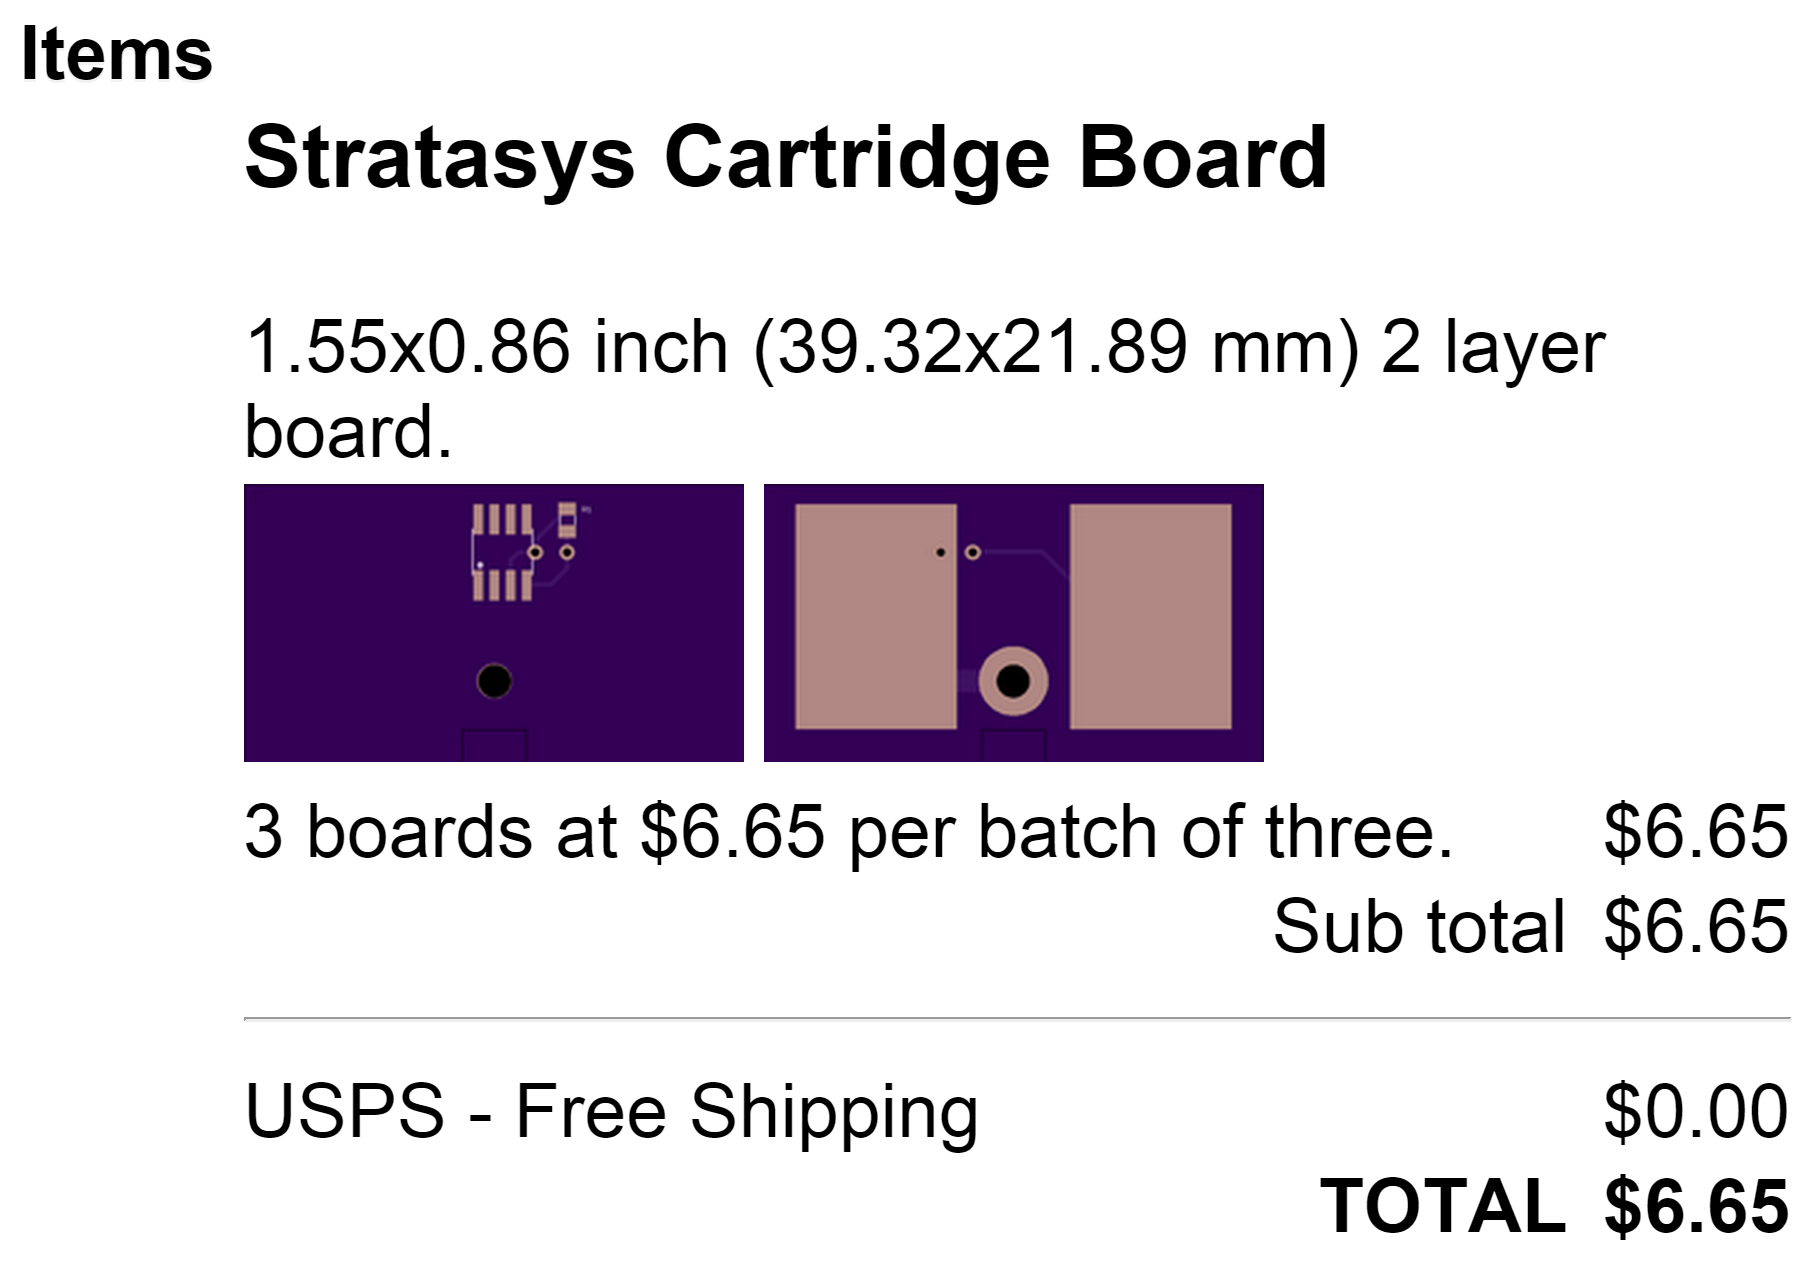 Items
Stratasys Cartridge Board
1.55x0.86 inch (39.32x21.89 mm) 2 layer
board.
3 boards at $6.65 per batch of three. $6.65
Sub total $6.65
USPS - Free Shipping $0.00
TOTAL $6.65